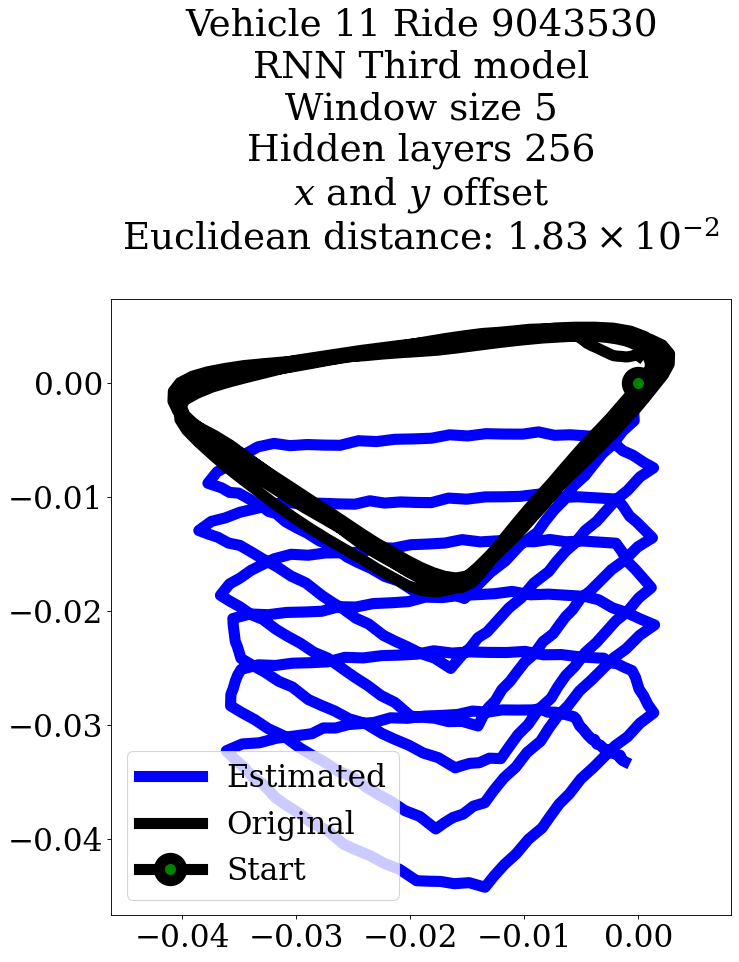 Vehicle 11 Ride 9043530
RNN Third model
Window size 5
Hidden layers 256
x and y offset
Euclidean distance: 1.83 × 10⁻²
0.00
−0.01
−0.02
−0.03
−0.04
Estimated
Original
Start
−0.04 −0.03 −0.02 −0.01 0.00